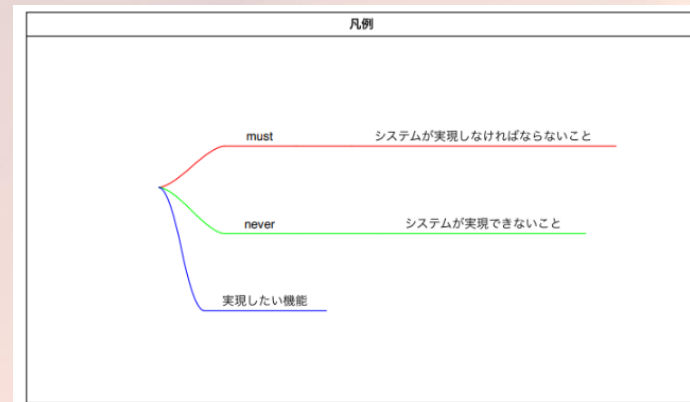 凡例
must システムが実現しなければならないこと
never システムが実現できないこと
実現したい機能